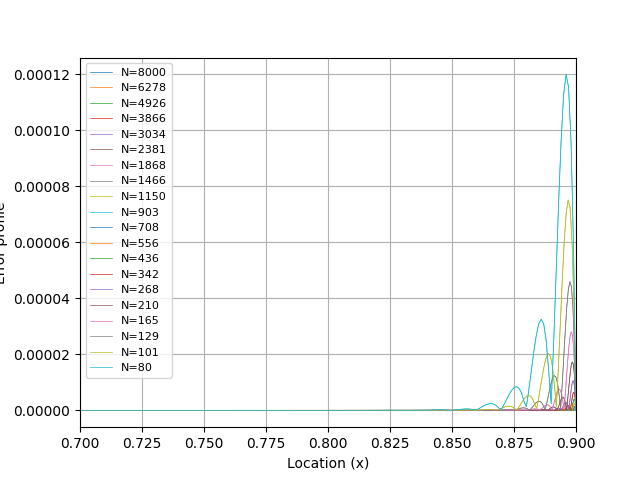 0.00012
0.00010
0.00008
0.00006
0.00004
0.00002
0.00000
N=8000
N=6278
N=4926
N=3866
N=3034
N=2381
N=1868
N=1466
N=1150
N=903
N=708
N=556
N=436
N=342
N=268
N=210
N=165
N=129
N=101
N=80
0.700 0.725 0.750 0.775 0.800 0.825 0.850 0.875 0.900
Location (x)